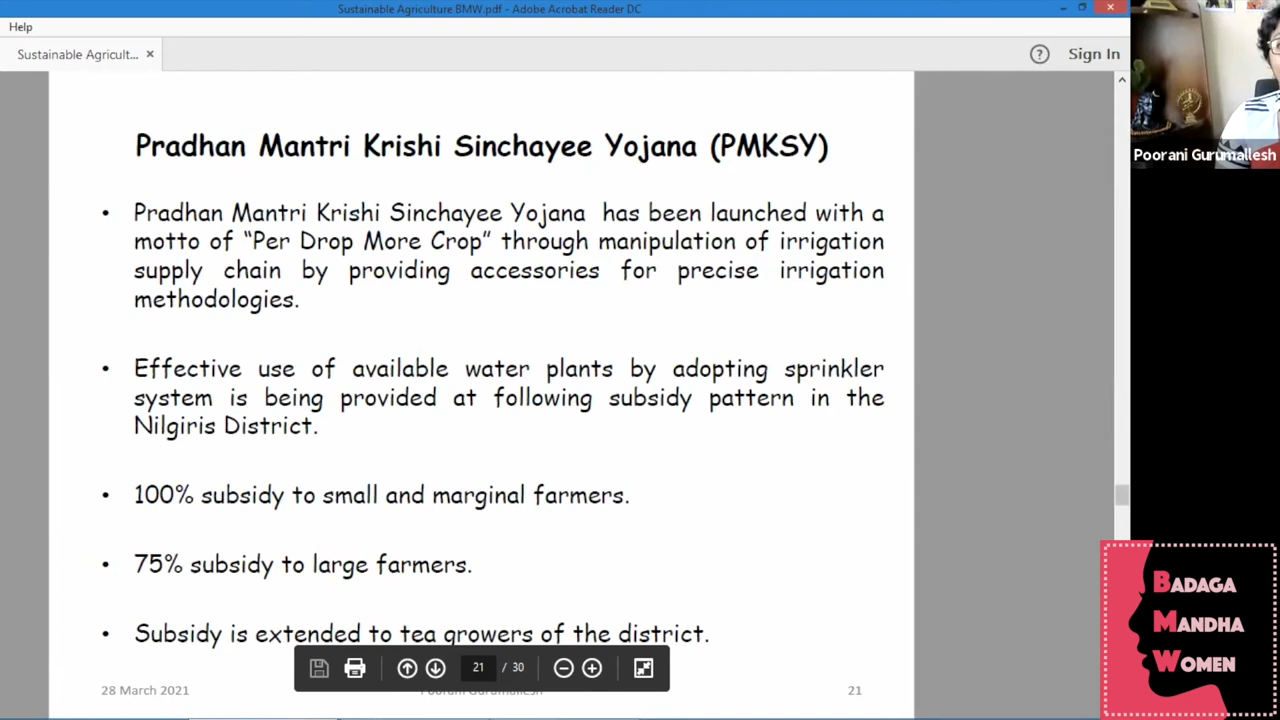 Sustainable Agriculture BMW.pdf - Adobe Acrobat Reader DC
Help
Sustainable Agricult... ×
? Sign In
Pradhan Mantri Krishi Sinchayee Yojana (PMKSY)
• Pradhan Mantri Krishi Sinchayee Yojana has been launched with a
motto of “Per Drop More Crop” through manipulation of irrigation
supply chain by providing accessories for precise irrigation
methodologies.
• Effective use of available water plants by adopting sprinkler
system is being provided at following subsidy pattern in the
Nilgiris District.
• 100% subsidy to small and marginal farmers.
• 75% subsidy to large farmers.
• Subsidy is extended to tea growers of the district.
21 / 30
28 March 2021
Poorani Gurumallesh
21
Poorani Gurumallesh
BADAGA
MANDHA
WOMEN